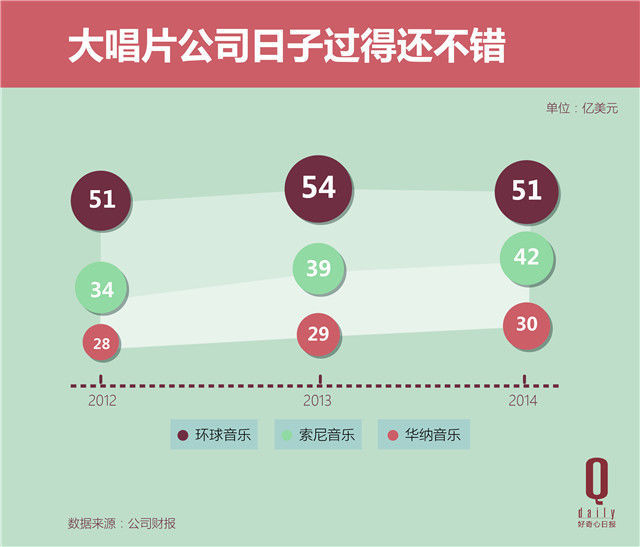 大唱片公司日子过得还不错
单位：亿美元
51
54
51
34
39
42
28
29
30
2012
2013
2014
环球音乐
索尼音乐
华纳音乐
数据来源：公司财报
Q
daily
好奇心日报